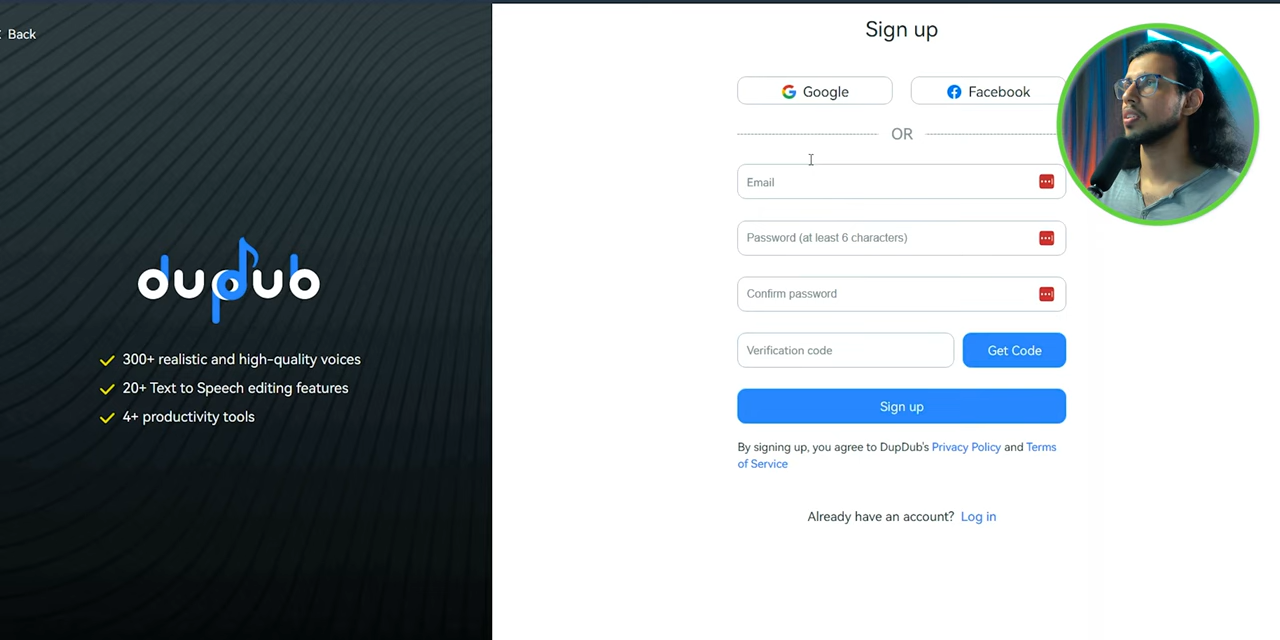 Back
dupdub
300+ realistic and high-quality voices
20+ Text to Speech editing features
4+ productivity tools
Sign up
Google
Facebook
OR
Email
Password (at least 6 characters)
Confirm password
Verification code
Get Code
Sign up
By signing up, you agree to DupDub's Privacy Policy and Terms
of Service
Already have an account? Log in